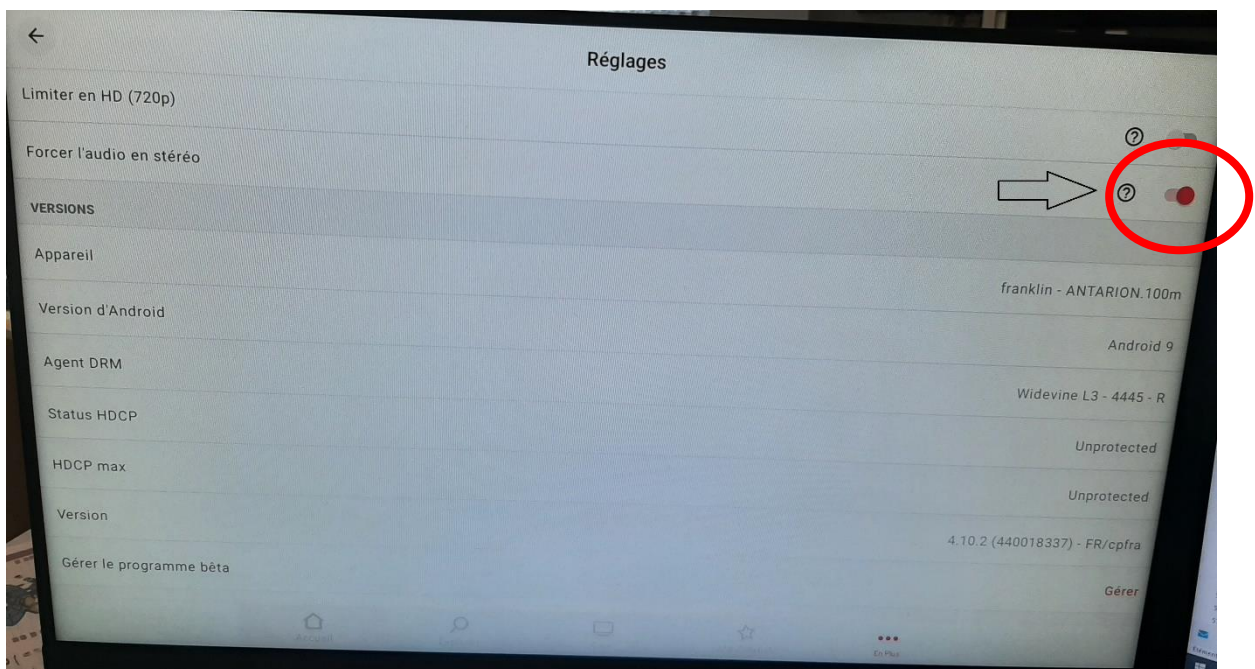 Réglages
Limiter en HD (720p)
Forcer l'audio en stéréo
VERSIONS
Appareil
franklin - ANTARION.100m
Version d'Android
Android 9
Agent DRM
Widevine L3 - 4445 - R
Status HDCP
Unprotected
HDCP max
Unprotected
Version
4.10.2 (440018337) - FR/cpfra
Gérer le programme bêta
Gérer
Accueil
En Plus